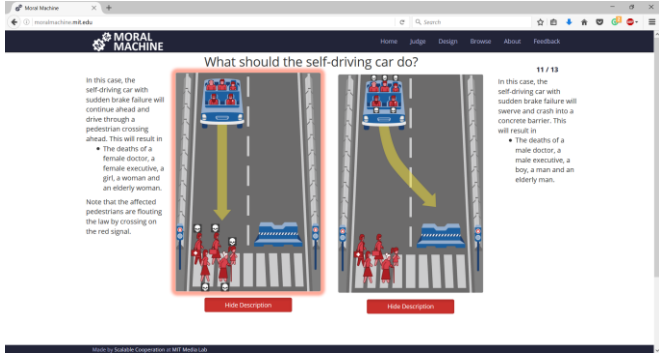 Moral Machine
moralmachine.mit.edu
Search
MORAL
MACHINE
Home Judge Design Browse About Feedback
What should the self-driving car do?
In this case, the
self-driving car with
sudden brake failure will
continue ahead and
drive through a
pedestrian crossing
ahead. This will result in
• The deaths of a
female doctor, a
female executive, a
girl, a woman and
an elderly woman.
Note that the affected
pedestrians are flouting
the law by crossing on
the red signal.
11 / 13
In this case, the
self-driving car with
sudden brake failure will
swerve and crash into a
concrete barrier. This
will result in
• The deaths of a
male doctor, a
male executive, a
boy, a man and an
elderly man.
Hide Description
Hide Description
Made by Scalable Cooperation at MIT Media Lab